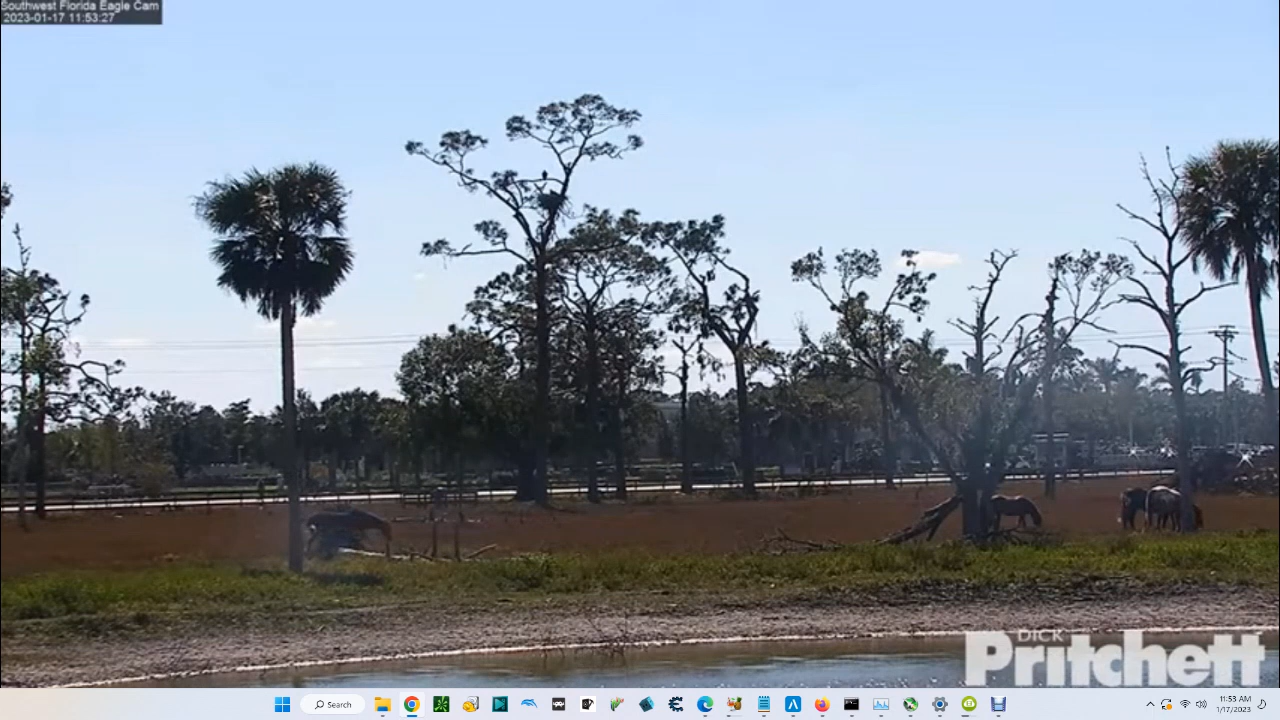 Southwest Florida Eagle Cam
2023-01-17 11:53:27
DICK
Pritchett
Search
11:53 AM
1/17/2023